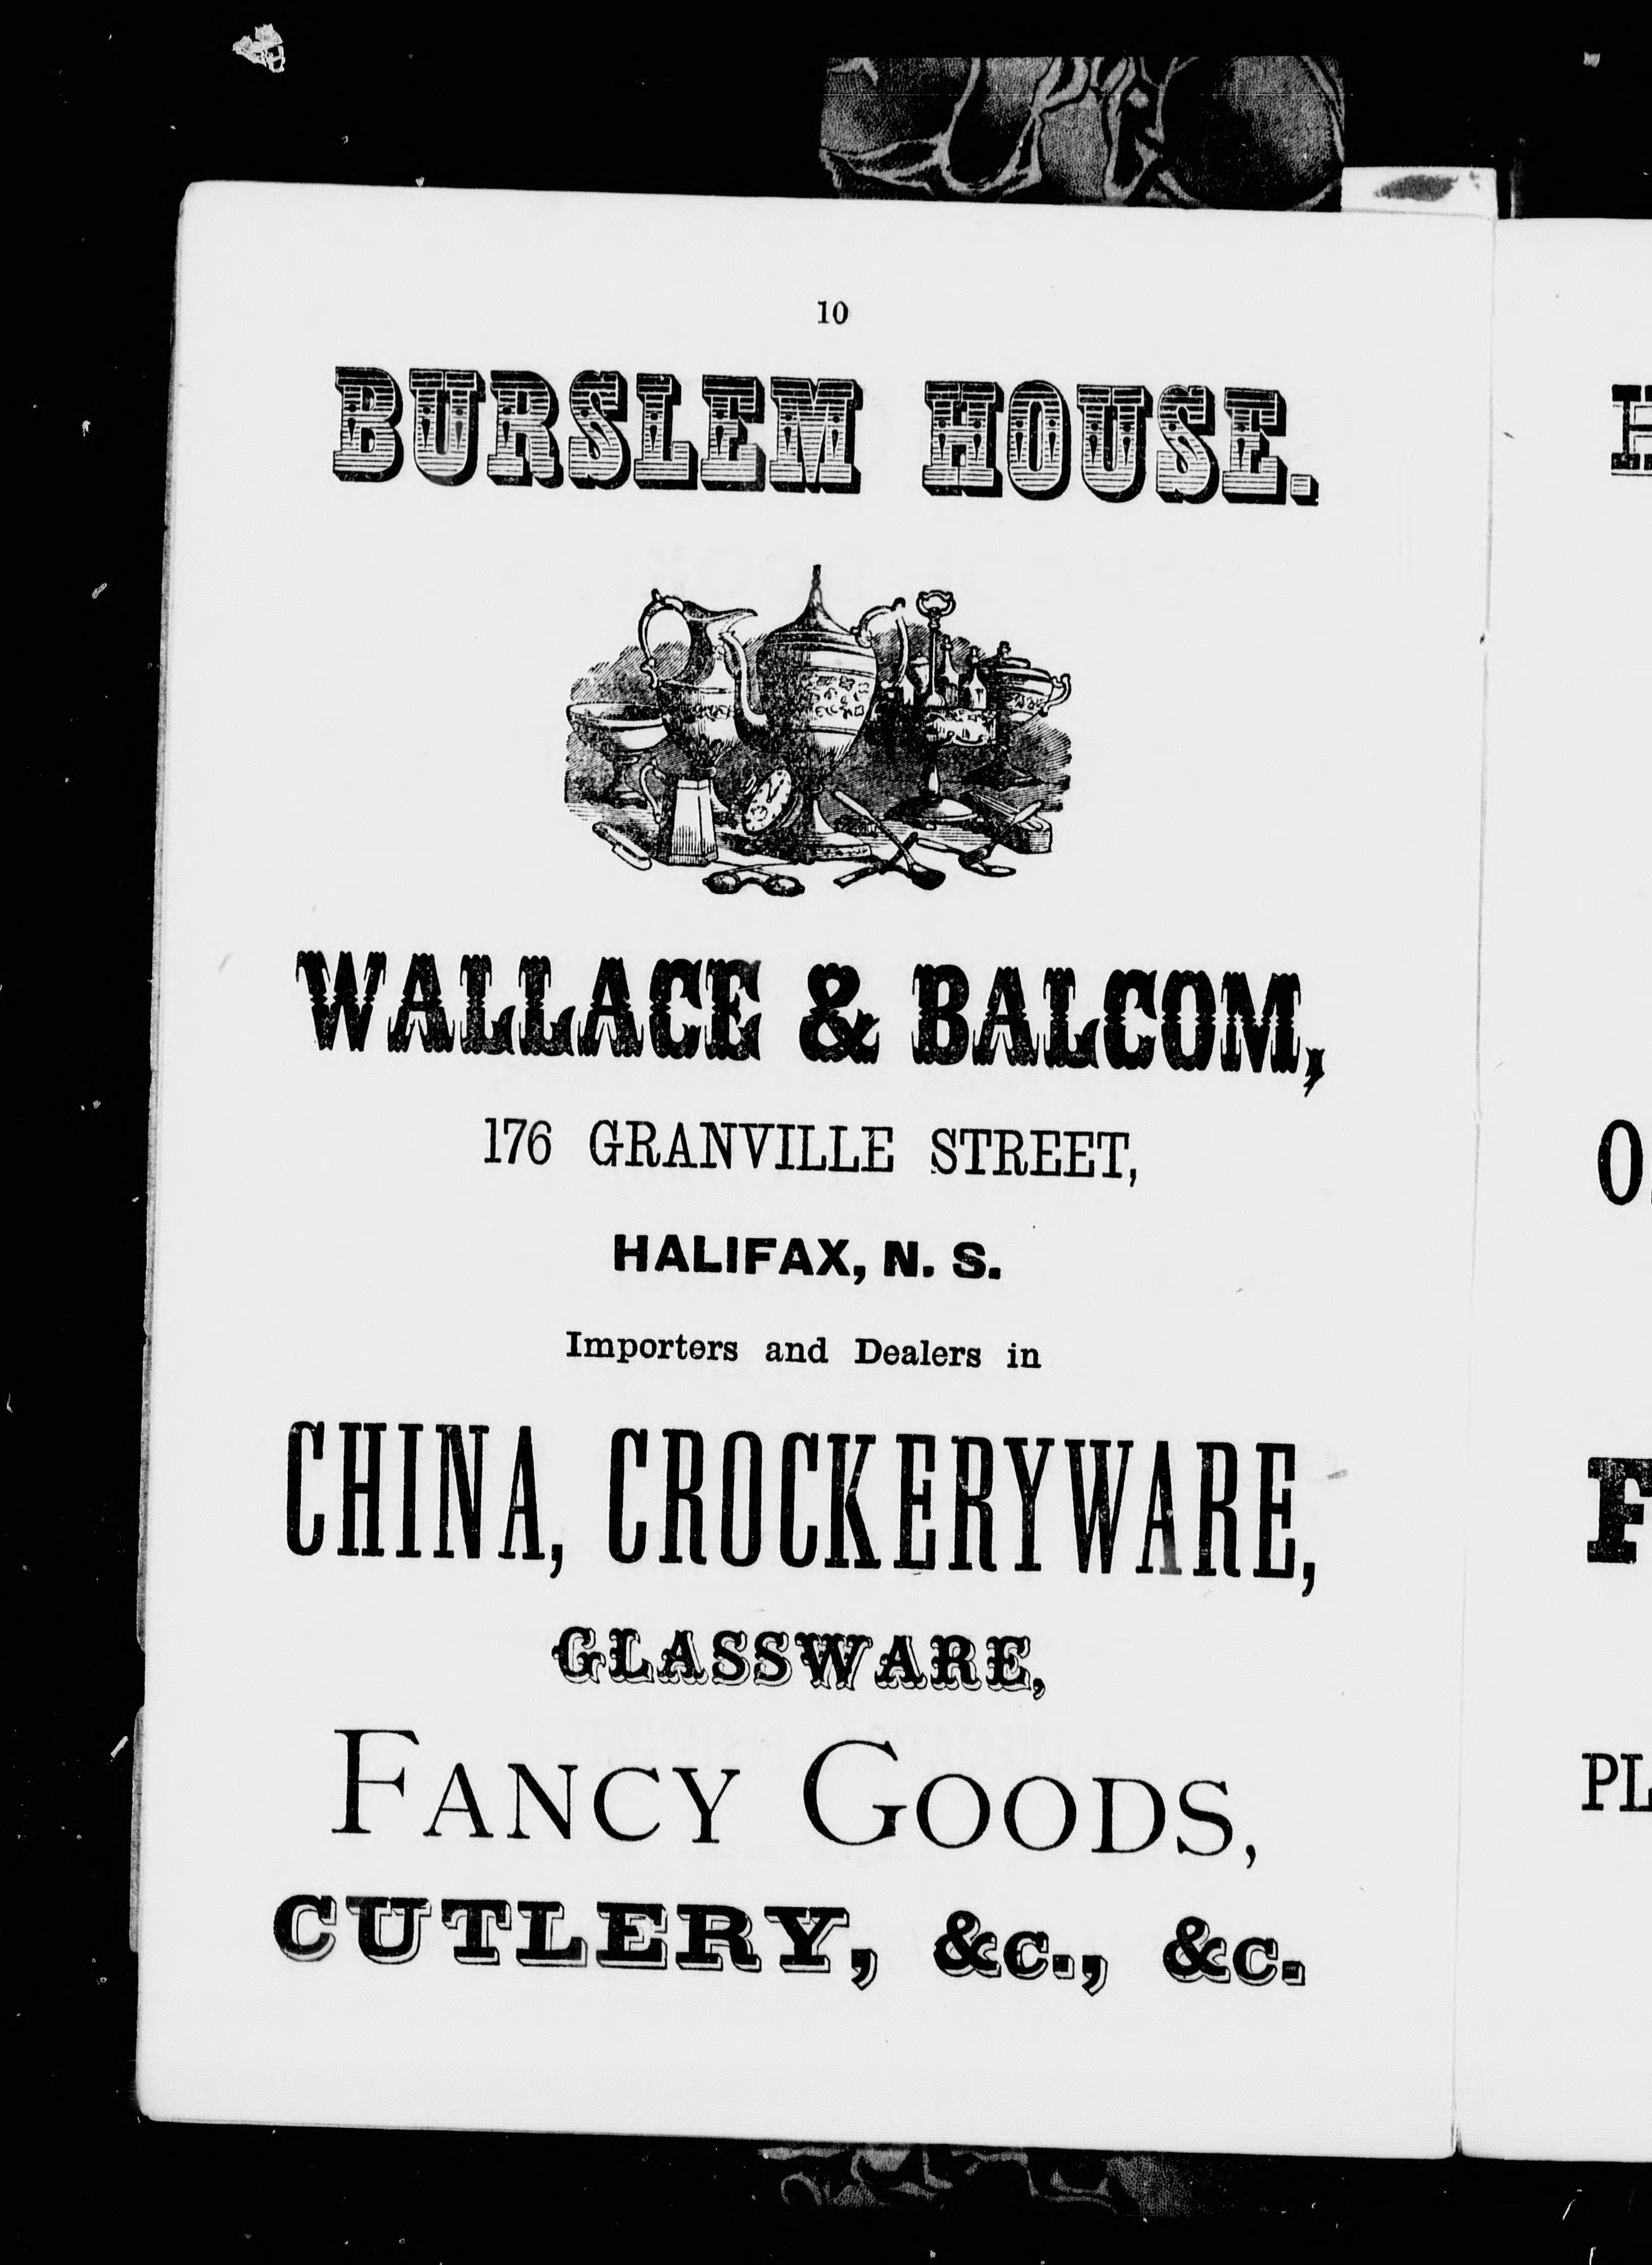 10
BURSLEM HOUSE.
WALLACE & BALCOM,
176 GRANVILLE STREET,
HALIFAX, N. S.
Importers and Dealers in
CHINA, CROCKERYWARE,
GLASSWARE,
FANCY GOODS,
CUTLERY, &c., &c.